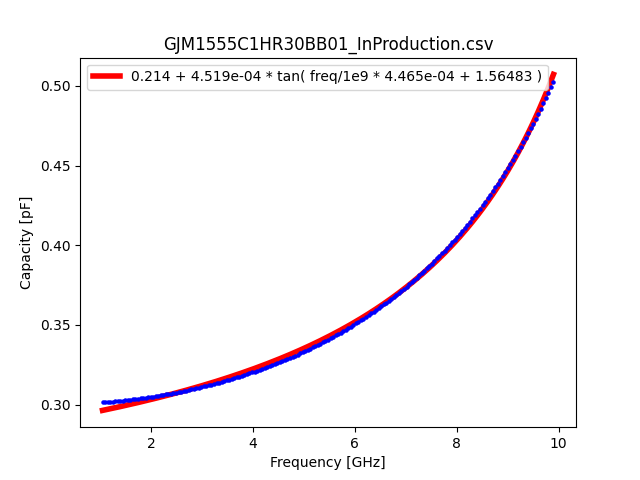 GJM1555C1HR30BB01_InProduction.csv
0.214 + 4.519e-04 * tan( freq/1e9 * 4.465e-04 + 1.56483 )
0.50
0.45
0.40
0.35
0.30
Capacity [pF]
2 4 6 8 10
Frequency [GHz]